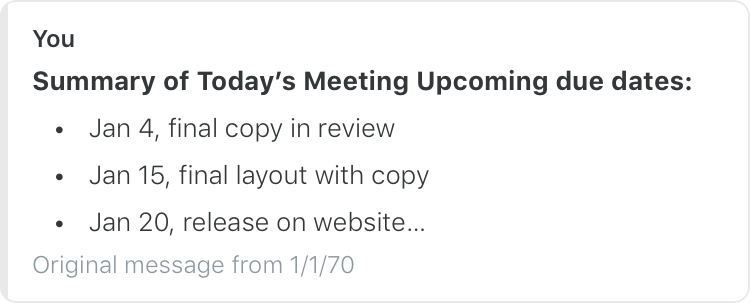 You
Summary of Today’s Meeting Upcoming due dates:
• Jan 4, final copy in review
• Jan 15, final layout with copy
• Jan 20, release on website...
Original message from 1/1/70